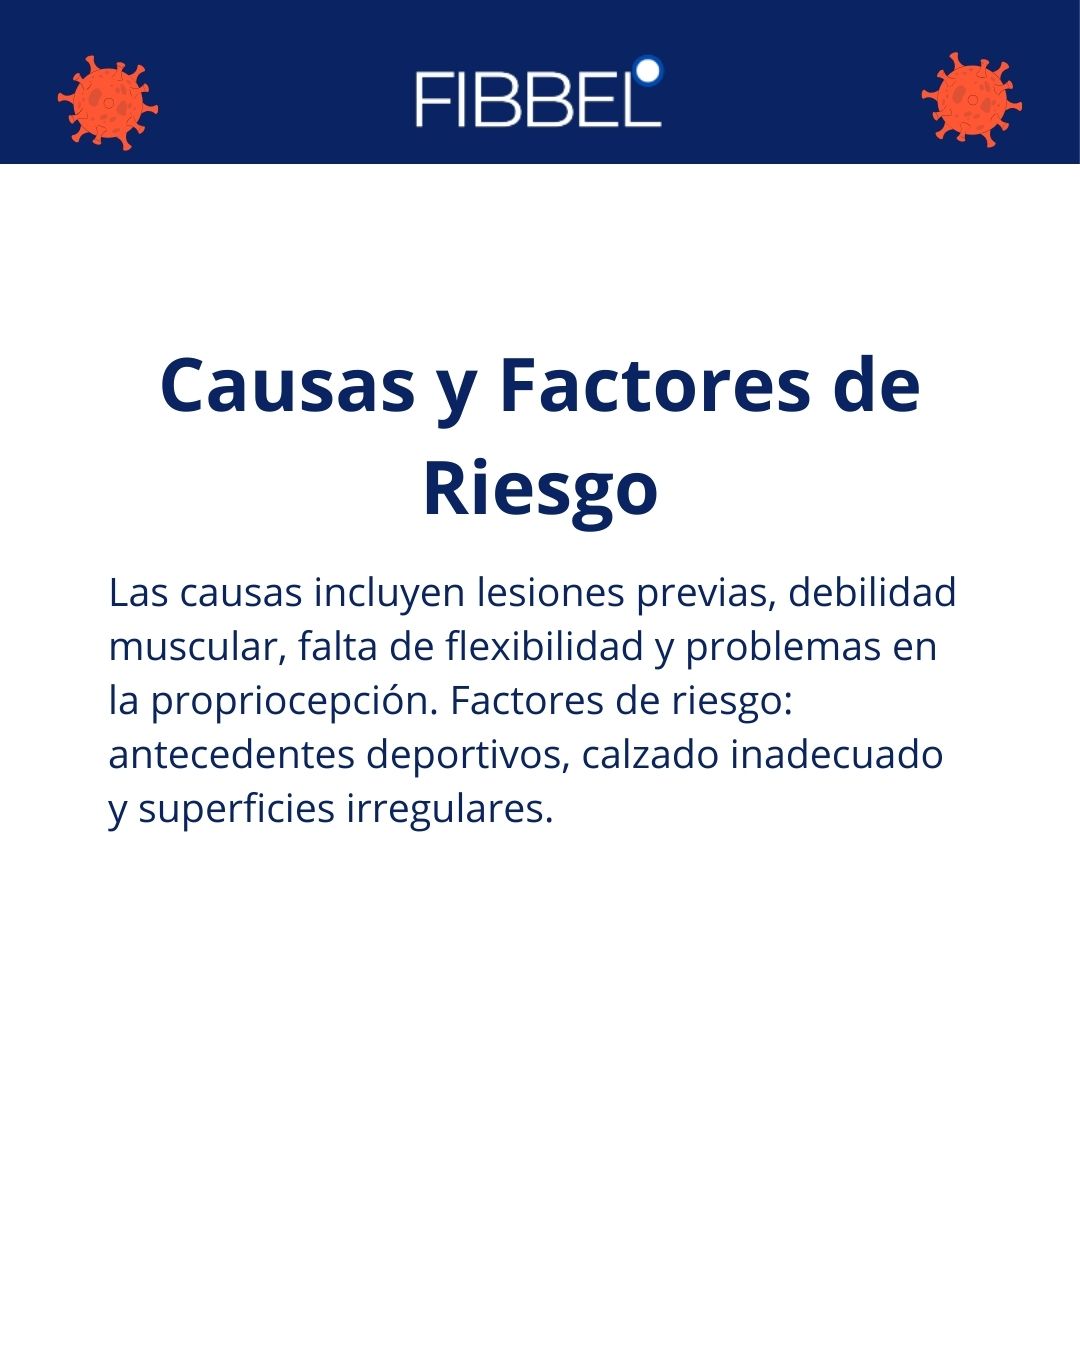 FIBBEL
Causas y Factores de
Riesgo
Las causas incluyen lesiones previas, debilidad
muscular, falta de flexibilidad y problemas en
la propriocepción. Factores de riesgo:
antecedentes deportivos, calzado inadecuado
y superficies irregulares.